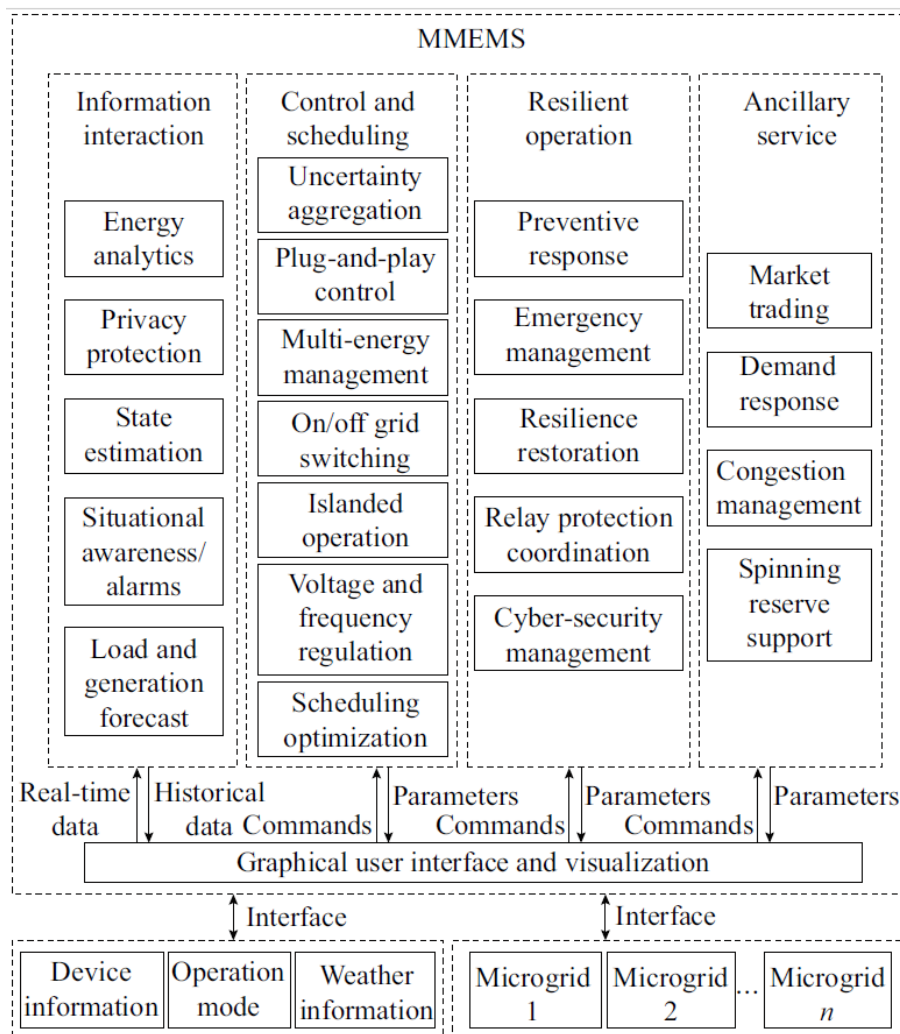 MMEMS
Information
interaction
Energy
analytics
Privacy
protection
State
estimation
Situational
awareness/
alarms
Load and
generation
forecast
Control and
scheduling
Uncertainty
aggregation
Plug-and-play
control
Multi-energy
management
On/off grid
switching
Islanded
operation
Voltage and
frequency
regulation
Scheduling
optimization
Resilient
operation
Preventive
response
Emergency
management
Resilience
restoration
Relay protection
coordination
Cyber-security
management
Ancillary
service
Market
trading
Demand
response
Congestion
management
Spinning
reserve
support
Real-time
data
Historical
data
Commands
Parameters
Commands
Parameters
Commands
Parameters
Graphical user interface and visualization
Interface
Interface
Device
information
Operation
mode
Weather
information
Microgrid
1
Microgrid
2
...
Microgrid
n